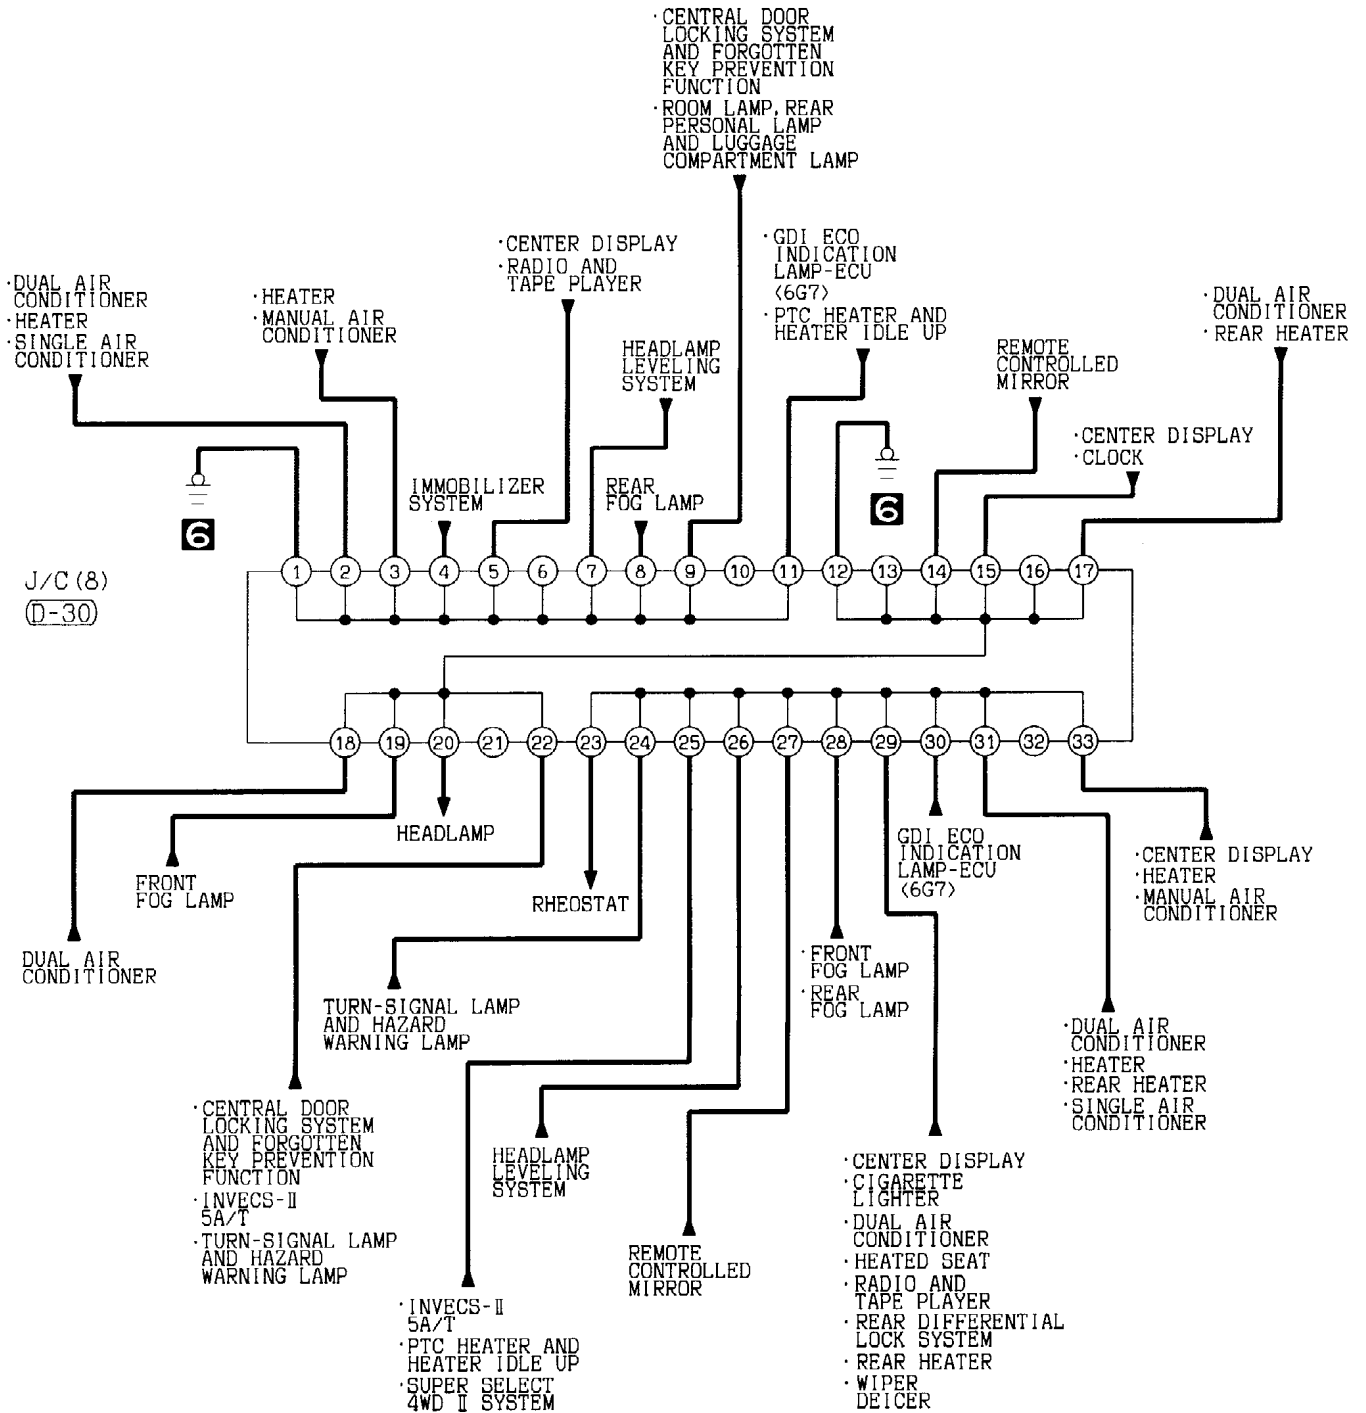 ·CENTRAL DOOR
LOCKING SYSTEM
AND FORGOTTEN
KEY PREVENTION
FUNCTION
·ROOM LAMP, REAR
PERSONAL LAMP
AND LUGGAGE
COMPARTMENT LAMP
·DUAL AIR
CONDITIONER
·HEATER
·SINGLE AIR
CONDITIONER
·HEATER
·MANUAL AIR
CONDITIONER
·CENTER DISPLAY
·RADIO AND
TAPE PLAYER
HEADLAMP
LEVELING
SYSTEM
·GDI ECO
INDICATION
LAMP-ECU
<6G7>
·PTC HEATER AND
HEATER IDLE UP
REMOTE
CONTROLLED
MIRROR
·DUAL AIR
CONDITIONER
·REAR HEATER
·CENTER DISPLAY
·CLOCK
IMMOBILIZER
SYSTEM
REAR
FOG LAMP
6
6
J/C (8)
D-30
1 2 3 4 5 6 7 8 9 10 11 12 13 14 15 16 17
18 19 20 21 22 23 24 25 26 27 28 29 30 31 32 33
HEADLAMP
FRONT
FOG LAMP
RHEOSTAT
DUAL AIR
CONDITIONER
GDI ECO
INDICATION
LAMP-ECU
<6G7>
·CENTER DISPLAY
·HEATER
·MANUAL AIR
CONDITIONER
·FRONT
FOG LAMP
·REAR
FOG LAMP
TURN-SIGNAL LAMP
AND HAZARD
WARNING LAMP
·DUAL AIR
CONDITIONER
·HEATER
·REAR HEATER
·SINGLE AIR
CONDITIONER
·CENTRAL DOOR
LOCKING SYSTEM
AND FORGOTTEN
KEY PREVENTION
FUNCTION
·INVECS-Ⅱ
5A/T
·TURN-SIGNAL LAMP
AND HAZARD
WARNING LAMP
HEADLAMP
LEVELING
SYSTEM
·CENTER DISPLAY
·CIGARETTE
LIGHTER
·DUAL AIR
CONDITIONER
·HEATED SEAT
·RADIO AND
TAPE PLAYER
·REAR DIFFERENTIAL
LOCK SYSTEM
·REAR HEATER
·WIPER
DEICER
REMOTE
CONTROLLED
MIRROR
·INVECS-Ⅱ
5A/T
·PTC HEATER AND
HEATER IDLE UP
·SUPER SELECT
4WD Ⅱ SYSTEM